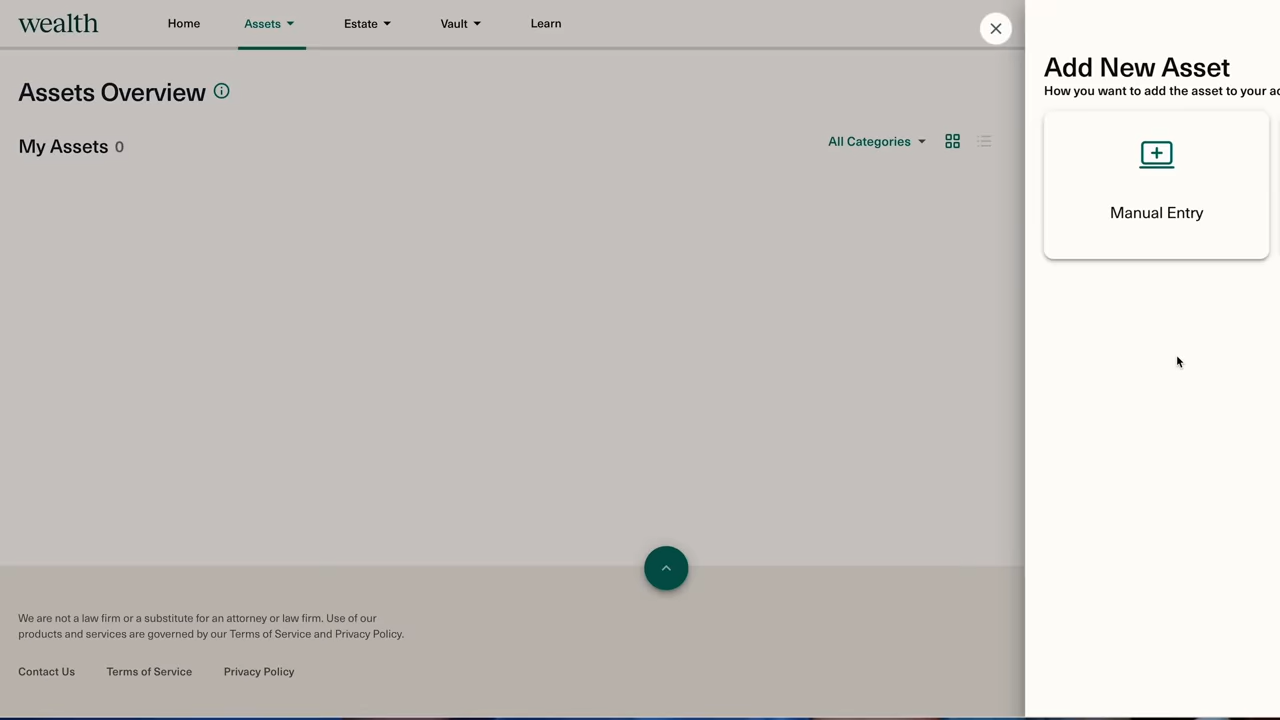 wealth
Home
Assets
Estate
Vault
Learn
Assets Overview
My Assets 0
All Categories
Add New Asset
How you want to add the asset to your
Manual Entry
We are not a law firm or a substitute for an attorney or law firm. Use of our
products and services are governed by our Terms of Service and Privacy Policy.
Contact Us
Terms of Service
Privacy Policy